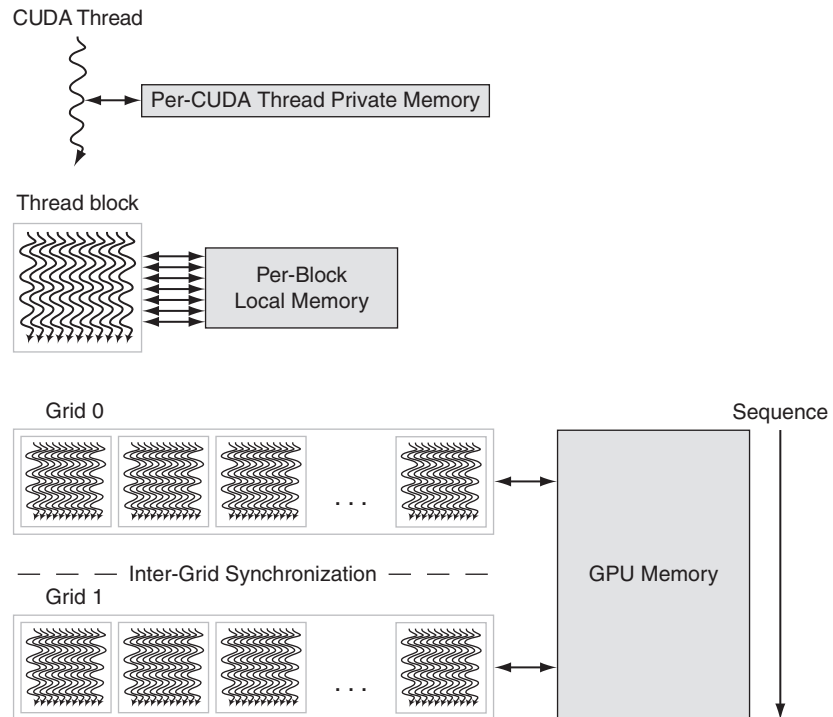 CUDA Thread
Per-CUDA Thread Private Memory
Thread block
Per-Block
Local Memory
Grid 0
Sequence
. . .
Inter-Grid Synchronization
GPU Memory
Grid 1
. . .